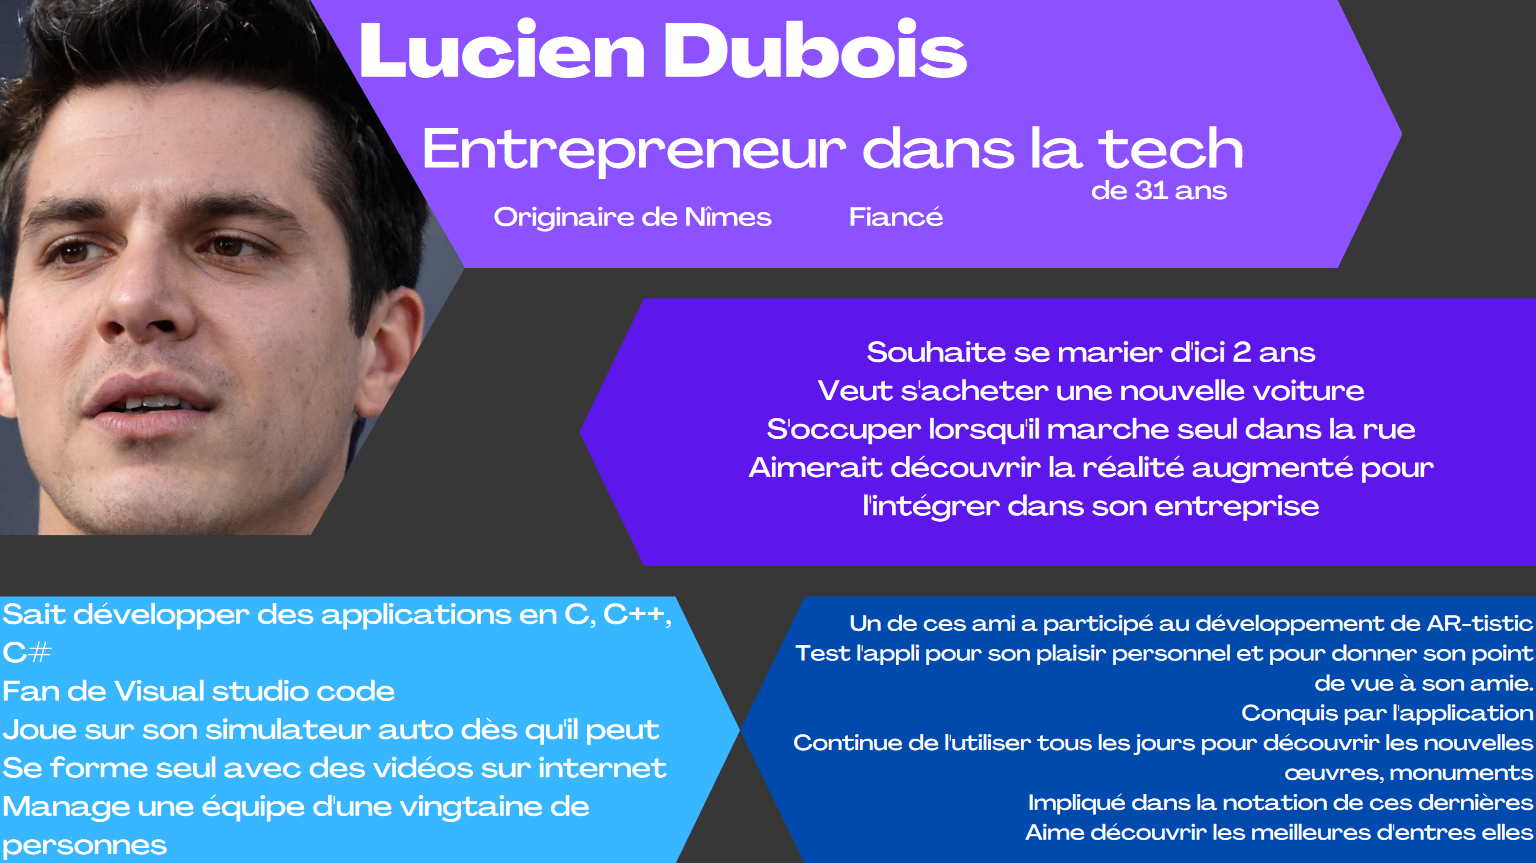 Lucien Dubois
Entrepreneur dans la tech
de 31 ans
Originaire de Nîmes
Fiancé
Souhaite se marier d'ici 2 ans
Veut s'acheter une nouvelle voiture
S'occuper lorsqu'il marche seul dans la rue
Aimerait découvrir la réalité augmenté pour
l'intégrer dans son entreprise
Sait développer des applications en C, C++,
C#
Fan de Visual studio code
Joue sur son simulateur auto dès qu'il peut
Se forme seul avec des vidéos sur internet
Manage une équipe d'une vingtaine de
personnes
Un de ces ami a participé au développement de AR-tistic
Test l'appli pour son plaisir personnel et pour donner son point
de vue à son amie.
Conquis par l'application
Continue de l'utiliser tous les jours pour découvrir les nouvelles
œuvres, monuments
Impliqué dans la notation de ces dernières
Aime découvrir les meilleures d'entres elles